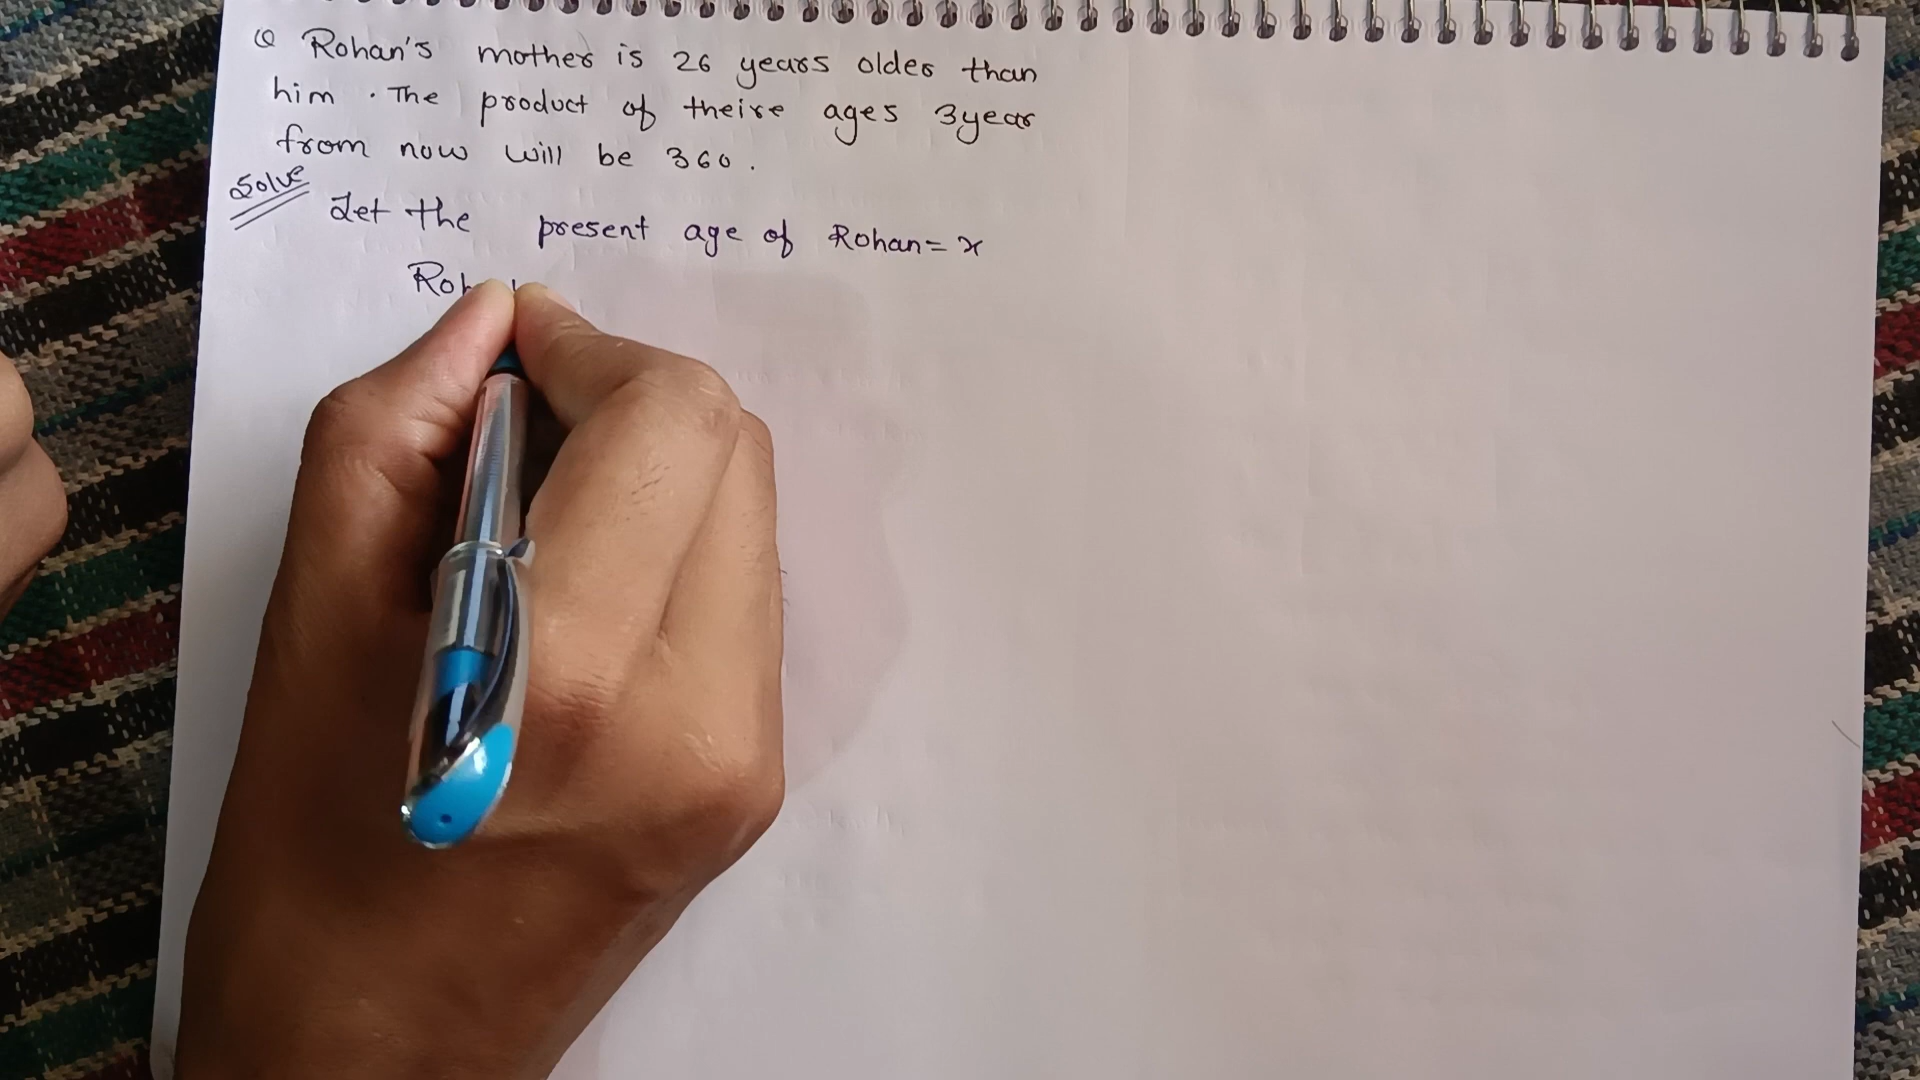 Q Rohan's mother is 26 years older than
him . The product of theire ages 3year
from now will be 360.
Solve
Let the present age of Rohan = x